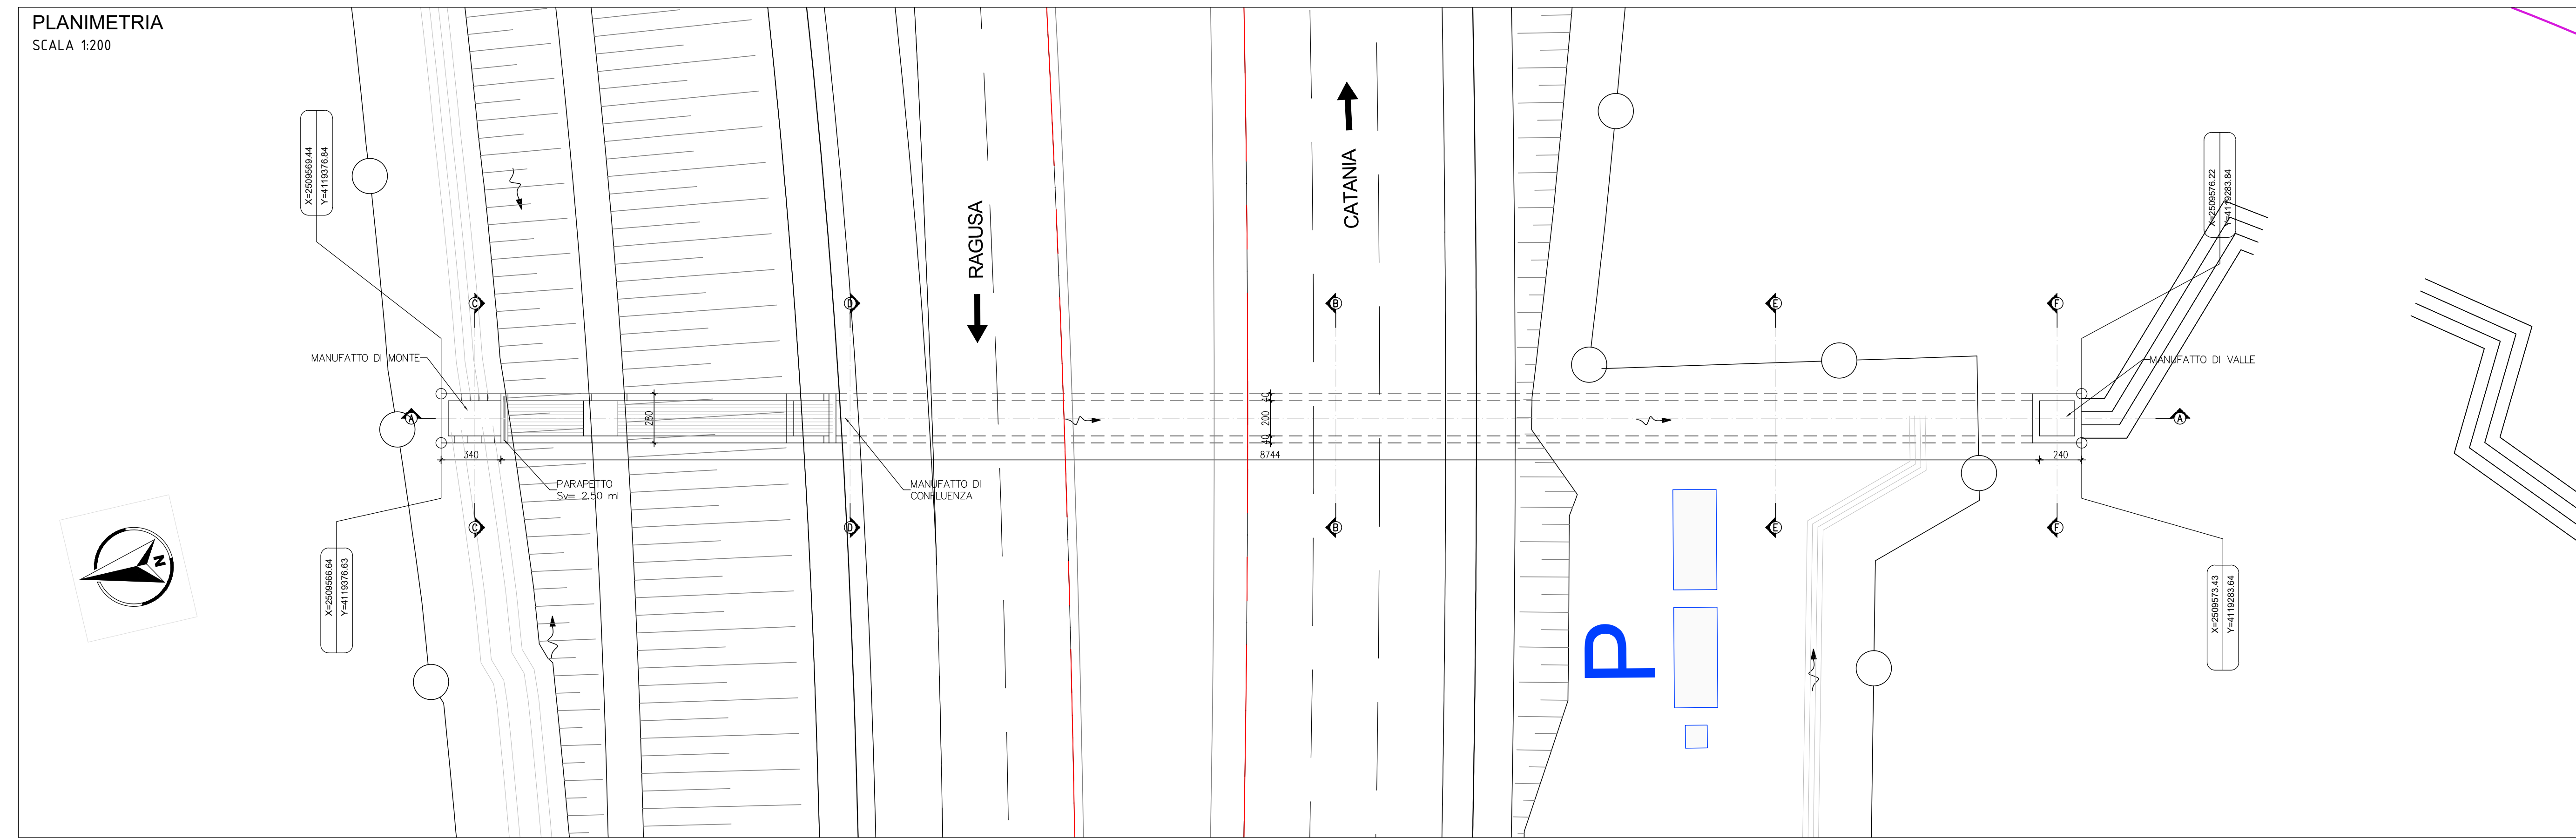 PLANIMETRIA
SCALA 1:200
X=2509569.44
Y=4119376.84
X=2509576.22
Y=4119283.84
RAGUSA
CATANIA
C
D
B
E
F
MANUFATTO DI MONTE
MANUFATTO DI VALLE
A
280
40
200
40
A
340
8744
240
PARAPETTO
Sv= 2.50 ml
MANUFATTO DI
CONFLUENZA
C
D
B
E
F
N
X=2509566.64
Y=4119376.63
P
X=2509573.43
Y=4119283.64